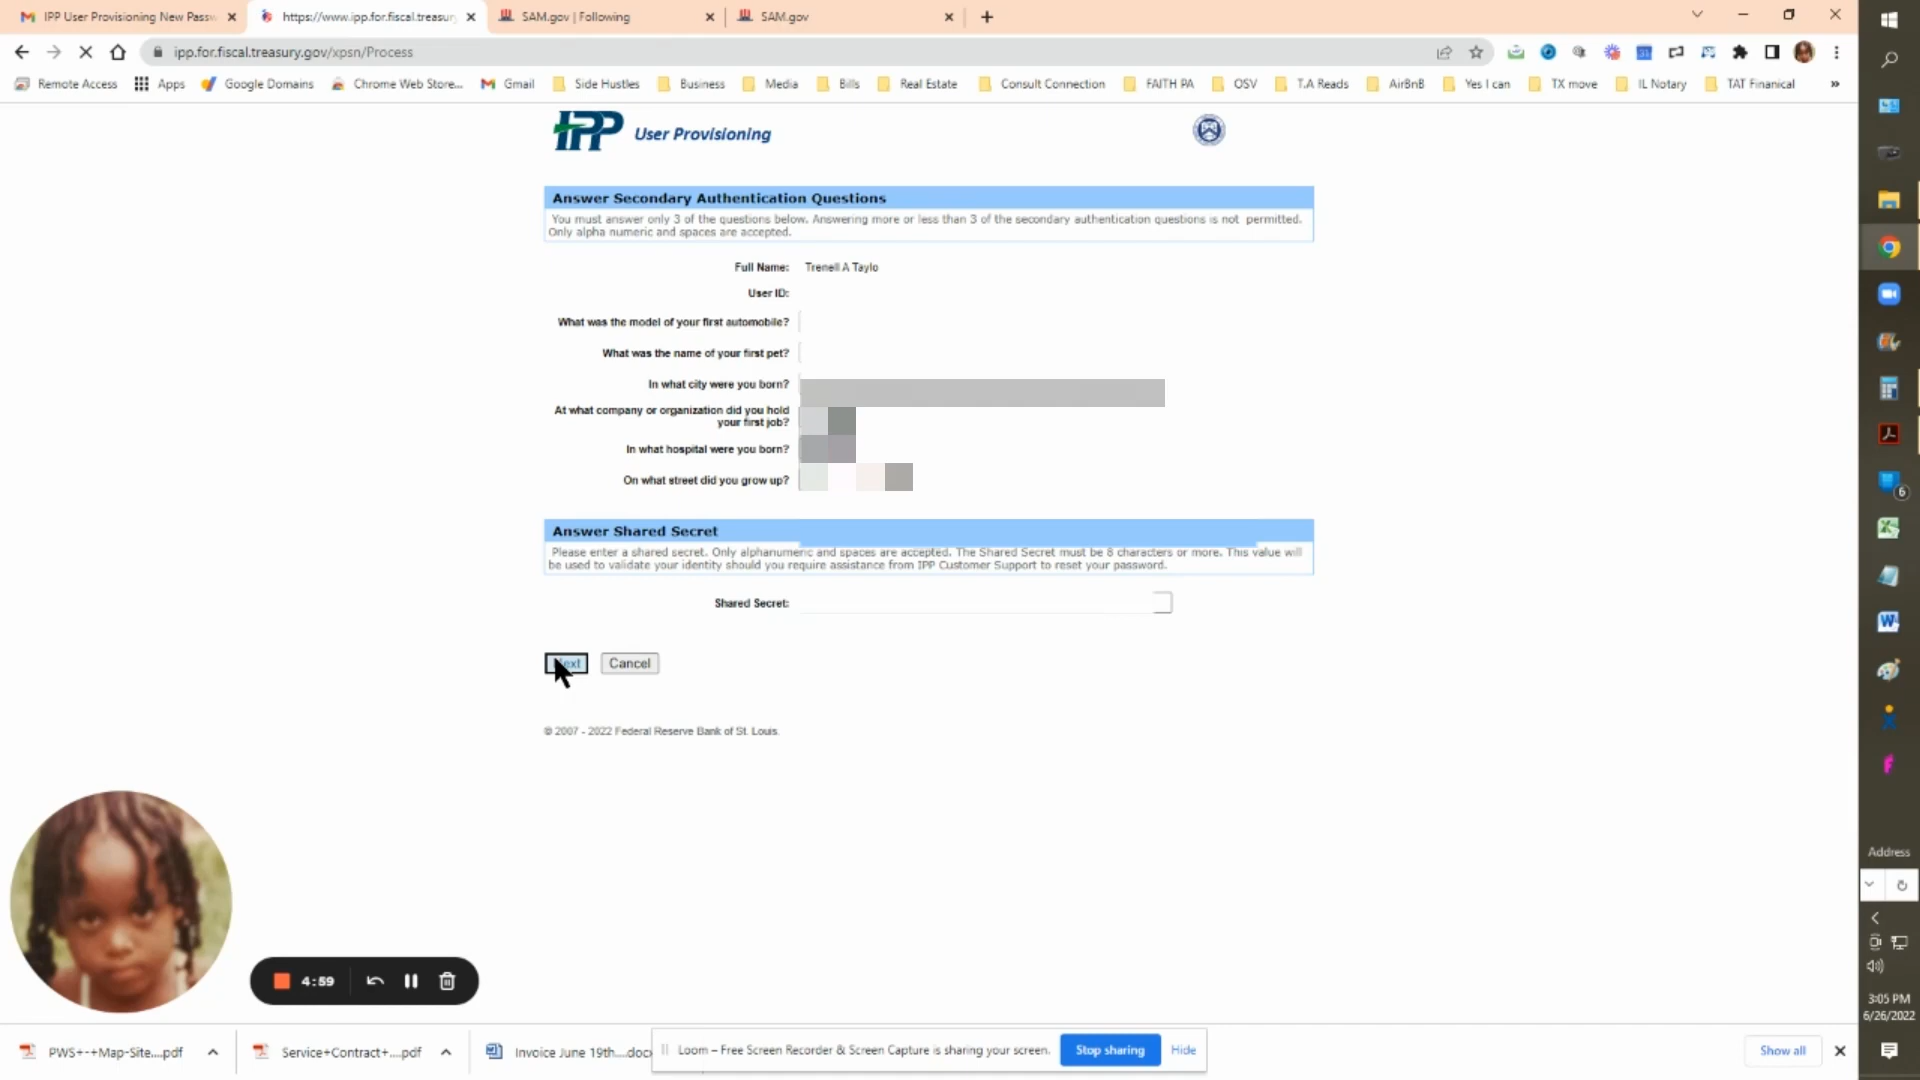 IPP User Provisioning New Passw
https://www.ipp.for.fiscal.treasury
SAM.gov | Following
SAM.gov
ipp.for.fiscal.treasury.gov/xpsn/Process
Remote Access
Apps
Google Domains
Chrome Web Store...
Gmail
Side Hustles
Business
Media
Bills
Real Estate
Consult Connection
FAITH PA
OSV
T.A Reads
AirBnB
Yes I can
TX move
IL Notary
TAT Finanical
»
IPP User Provisioning
Answer Secondary Authentication Questions
You must answer only 3 of the questions below. Answering more or less than 3 of the secondary authentication questions is not permitted.
Only alpha numeric and spaces are accepted.
Full Name: Trenell A Taylo
User ID:
What was the model of your first automobile?
What was the name of your first pet?
In what city were you born?
At what company or organization did you hold
your first job?
In what hospital were you born?
On what street did you grow up?
Answer Shared Secret
Please enter a shared secret. Only alphanumeric and spaces are accepted. The Shared Secret must be 8 characters or more. This value will
be used to validate your identity should you require assistance from IPP Customer Support to reset your password.
Shared Secret:
Next Cancel
© 2007 - 2022 Federal Reserve Bank of St. Louis.
4:59
6
Address
3:05 PM
6/26/2022
PWS+-+Map-Site....pdf
Service+Contract+....pdf
Invoice June 19th....docx
Loom – Free Screen Recorder & Screen Capture is sharing your screen.
Stop sharing
Hide
Show all